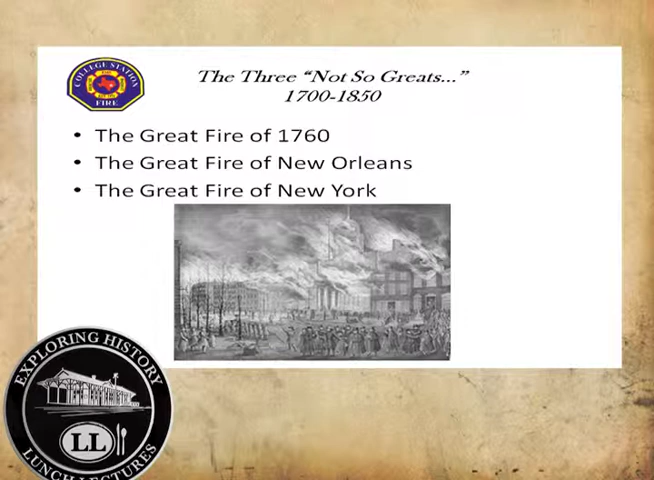 COLLEGE STATION
FIRE
The Three “Not So Greats...”
1700-1850
• The Great Fire of 1760
• The Great Fire of New Orleans
• The Great Fire of New York
EXPLORING HISTORY
LL
LUNCH LECTURES